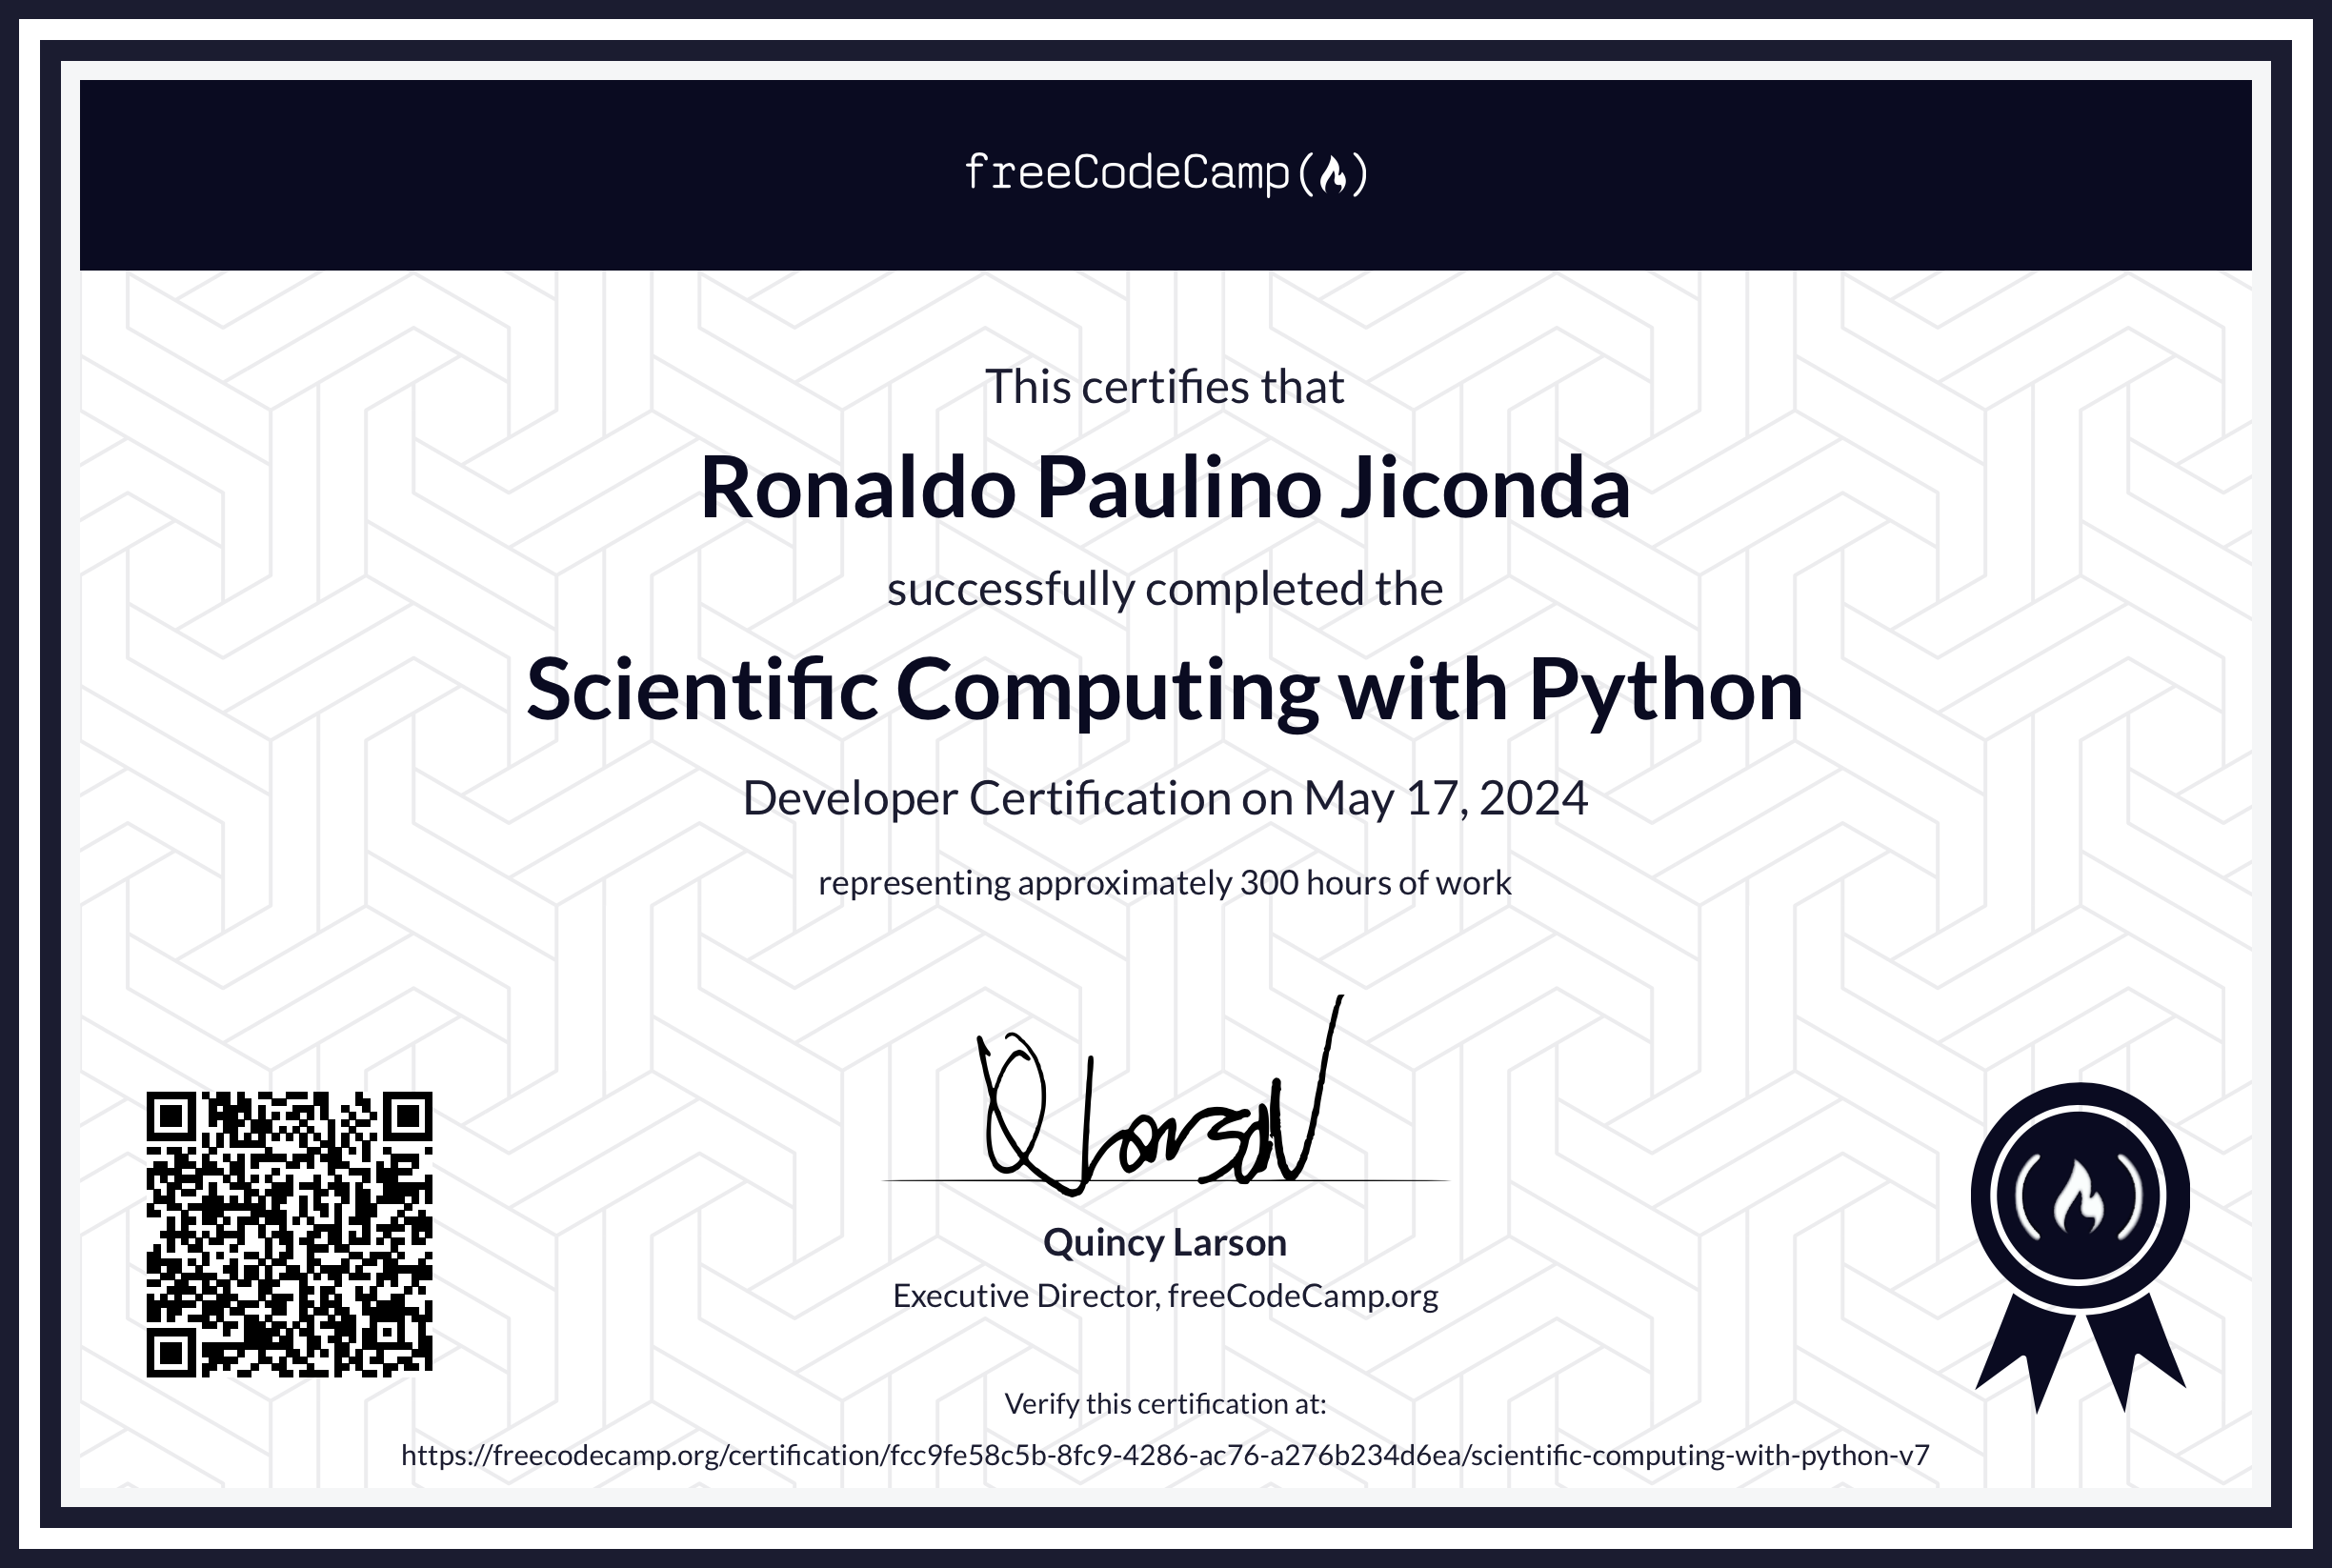 freeCodeCamp
This certifies that
Ronaldo Paulino Jiconda
successfully completed the
Scientific Computing with Python
Developer Certification on May 17, 2024
representing approximately 300 hours of work
Q Larson
Quincy Larson
Executive Director, freeCodeCamp.org
Verify this certification at:
https://freecodecamp.org/certification/fcc9fe58c5b-8fc9-4286-ac76-a276b234d6ea/scientific-computing-with-python-v7